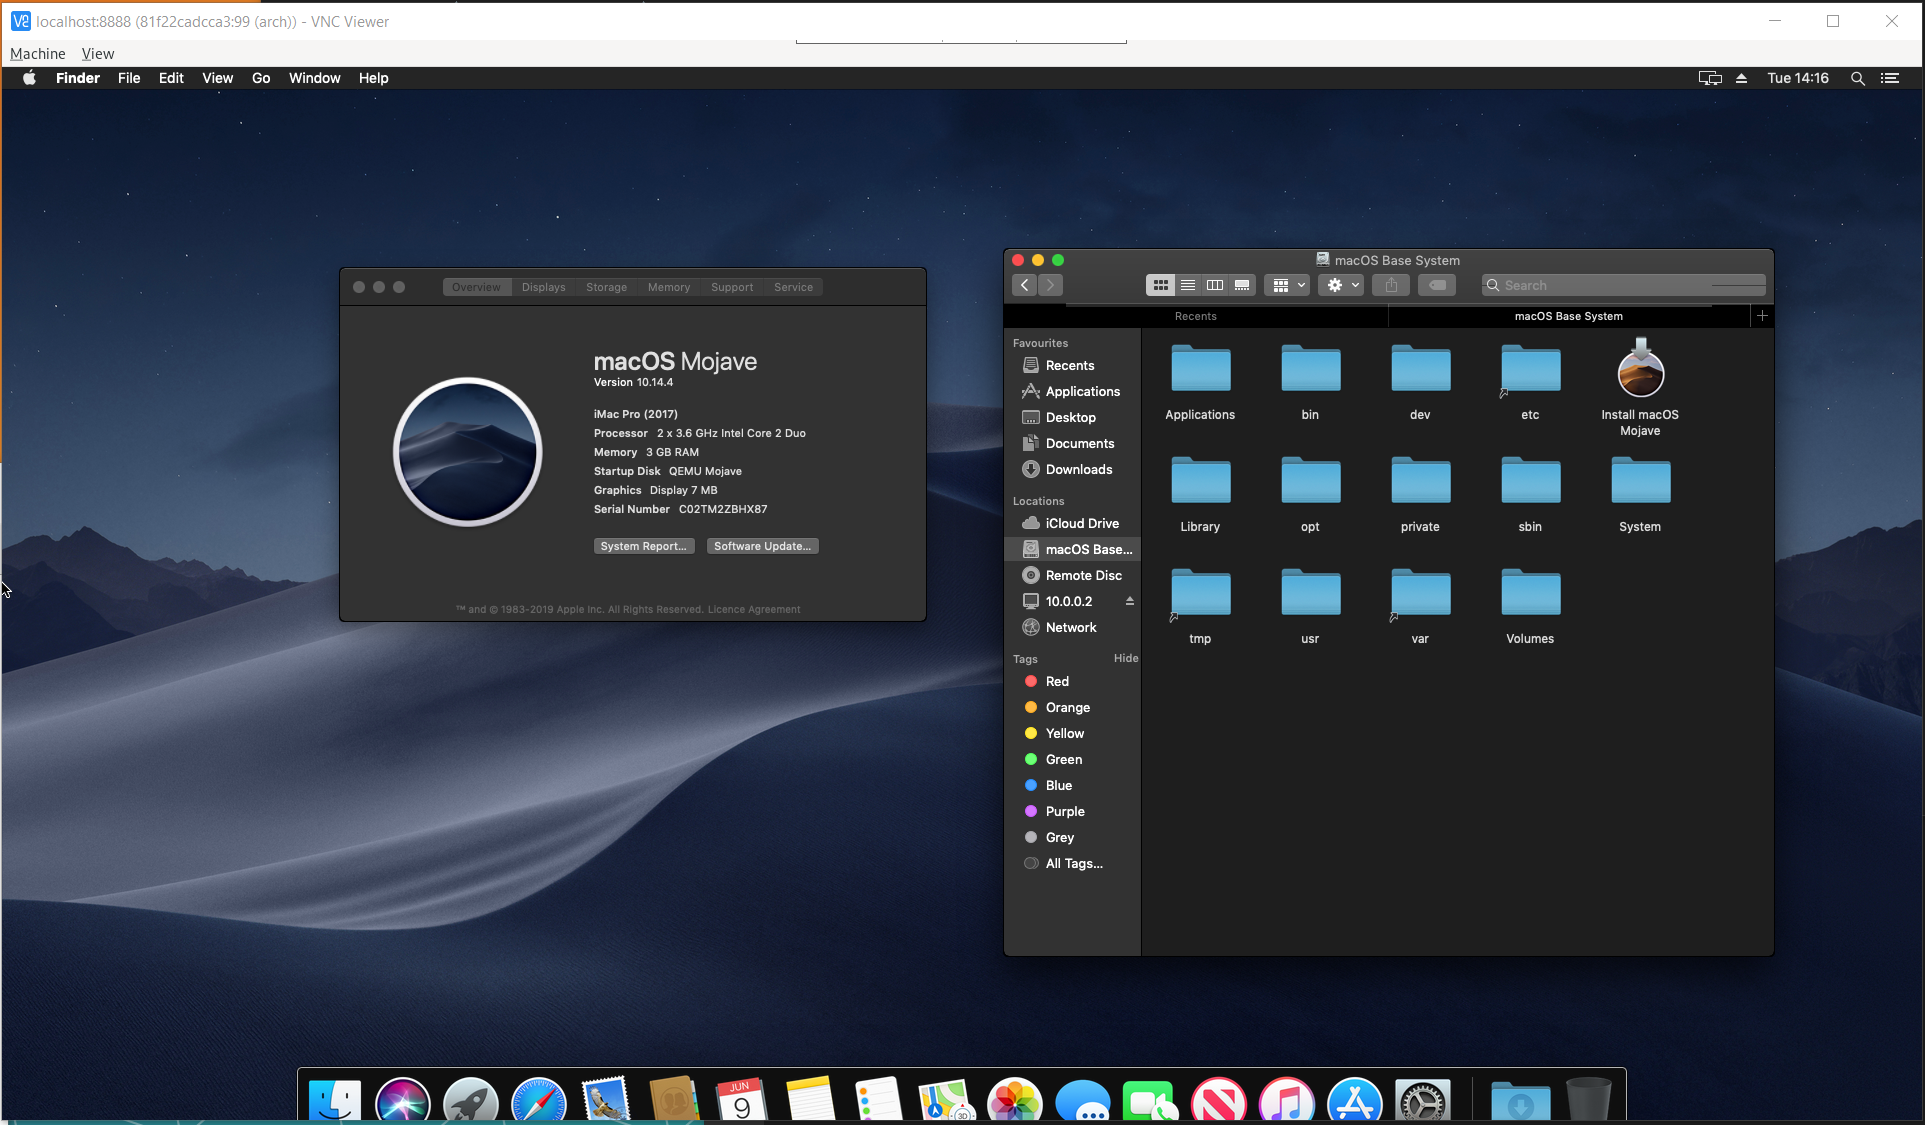 localhost:8888 (81f22cadcca3:99 (arch)) - VNC Viewer
Machine View
Finder File Edit View Go Window Help Tue 14:16
Overview Displays Storage Memory Support Service
macOS Mojave
Version 10.14.4
iMac Pro (2017)
Processor 2 x 3.6 GHz Intel Core 2 Duo
Memory 3 GB RAM
Startup Disk QEMU Mojave
Graphics Display 7 MB
Serial Number C02TM2ZBHX87
System Report... Software Update...
™ and © 1983-2019 Apple Inc. All Rights Reserved. Licence Agreement
macOS Base System
Search
Recents macOS Base System
Favourites
Recents
Applications
Desktop
Documents
Downloads
Locations
iCloud Drive
macOS Base...
Remote Disc
10.0.0.2
Network
Tags Hide
Red
Orange
Yellow
Green
Blue
Purple
Grey
All Tags...
Applications bin dev etc Install macOS
Mojave
Library opt private sbin System
tmp usr var Volumes
JUN
9
3D